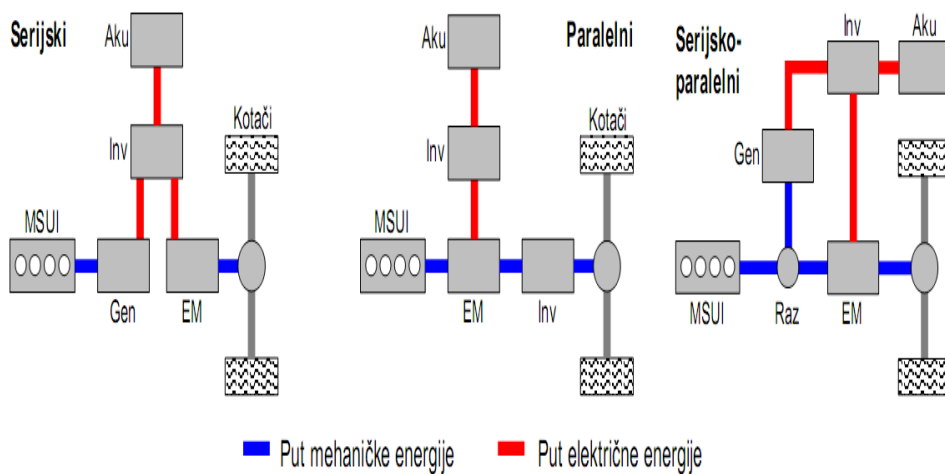 Serijski
Aku
Inv
Kotači
MSUI
Gen
EM
Aku
Paralelni
Inv
Kotači
MSUI
EM
Inv
Serijsko-
paralelni
Inv
Aku
Gen
MSUI
Raz
EM
Put mehaničke energije
Put električne energije